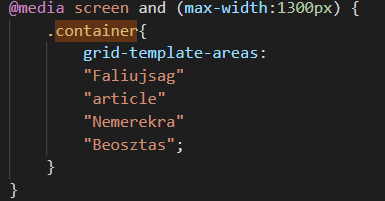 @media screen and (max-width:1300px) {
.container{
grid-template-areas:
"Faliujsag"
"article"
"Nemerekra"
"Beosztas";
}
}